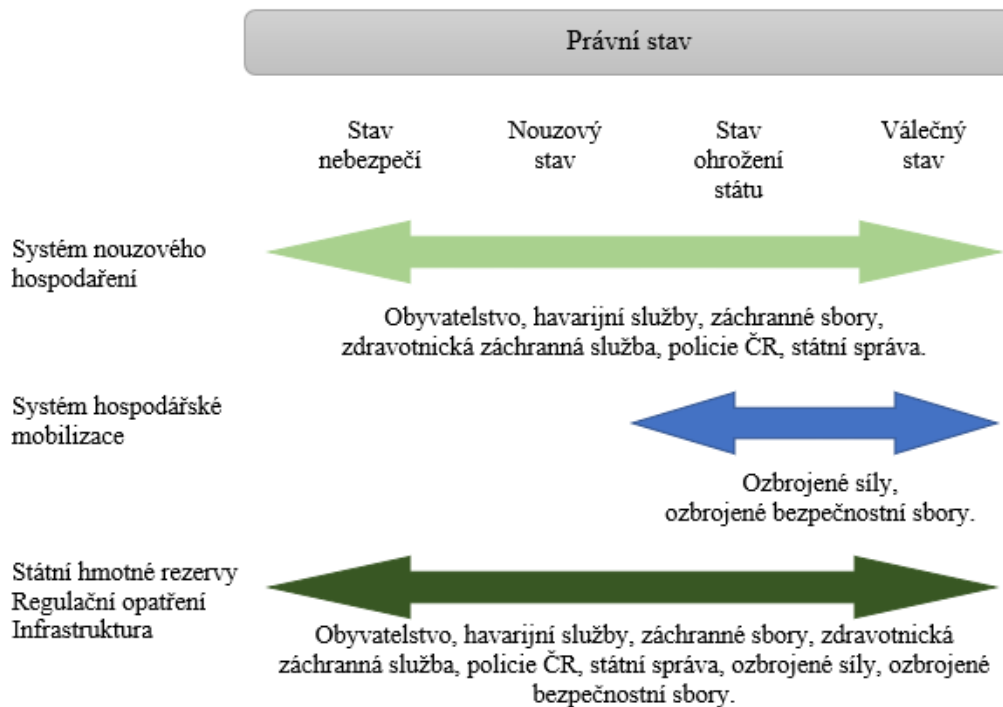 Právní stav
Stav
nebezpečí
Nouzový
stav
Stav
ohrožení
státu
Válečný
stav
Systém nouzového
hospodaření
Obyvatelstvo, havarijní služby, záchranné sbory,
zdravotnická záchranná služba, policie ČR, státní správa.
Systém hospodářské
mobilizace
Ozbrojené síly,
ozbrojené bezpečnostní sbory.
Státní hmotné rezervy
Regulační opatření
Infrastruktura
Obyvatelstvo, havarijní služby, záchranné sbory, zdravotnická
záchranná služba, policie ČR, státní správa, ozbrojené síly, ozbrojené
bezpečnostní sbory.